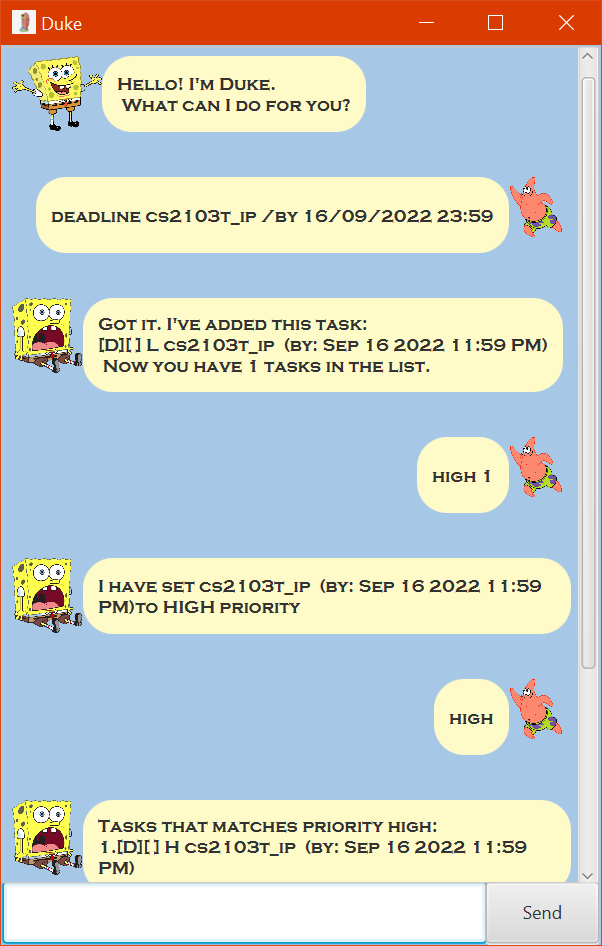 Duke
Hello! I'm Duke.
What can I do for you?
deadline cs2103t_ip /by 16/09/2022 23:59
Got it. I've added this task:
[D][ ] L cs2103t_ip (by: Sep 16 2022 11:59 PM)
Now you have 1 tasks in the list.
high 1
I have set cs2103t_ip (by: Sep 16 2022 11:59
PM)to HIGH priority
high
Tasks that matches priority high:
1.[D][ ] H cs2103t_ip (by: Sep 16 2022 11:59
PM)
Send